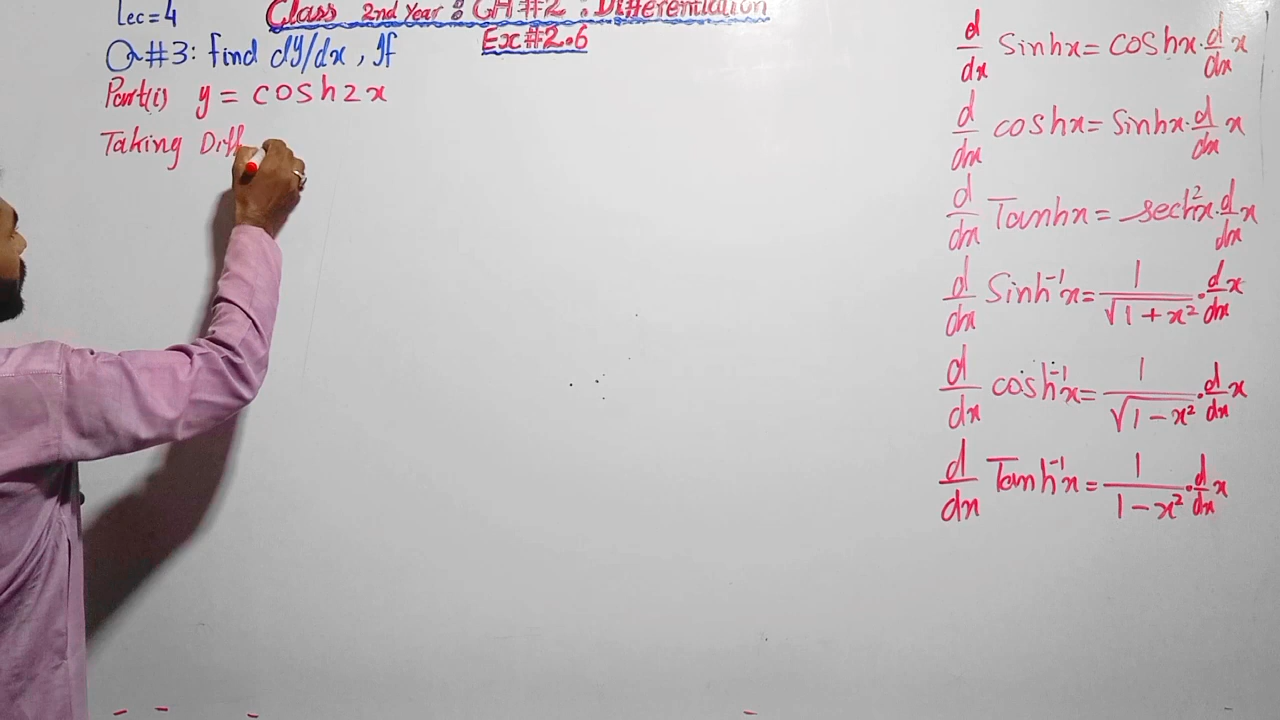 Lec=4
Class 2nd Year : CH#2 : Differentiation
Ex#2.6
Q#3: find dy/dx , If
Part(i) y = cosh2x
Taking Diff
d/dx Sinhx = coshx·d/dx x
d/dx coshx = Sinhx·d/dx x
d/dx Tanhx = sech²x·d/dx x
d/dx Sinh⁻¹x = 1/√(1+x²)·d/dx x
d/dx cosh⁻¹x = 1/√(1-x²)·d/dx x
d/dx Tanh⁻¹x = 1/(1-x²)·d/dx x